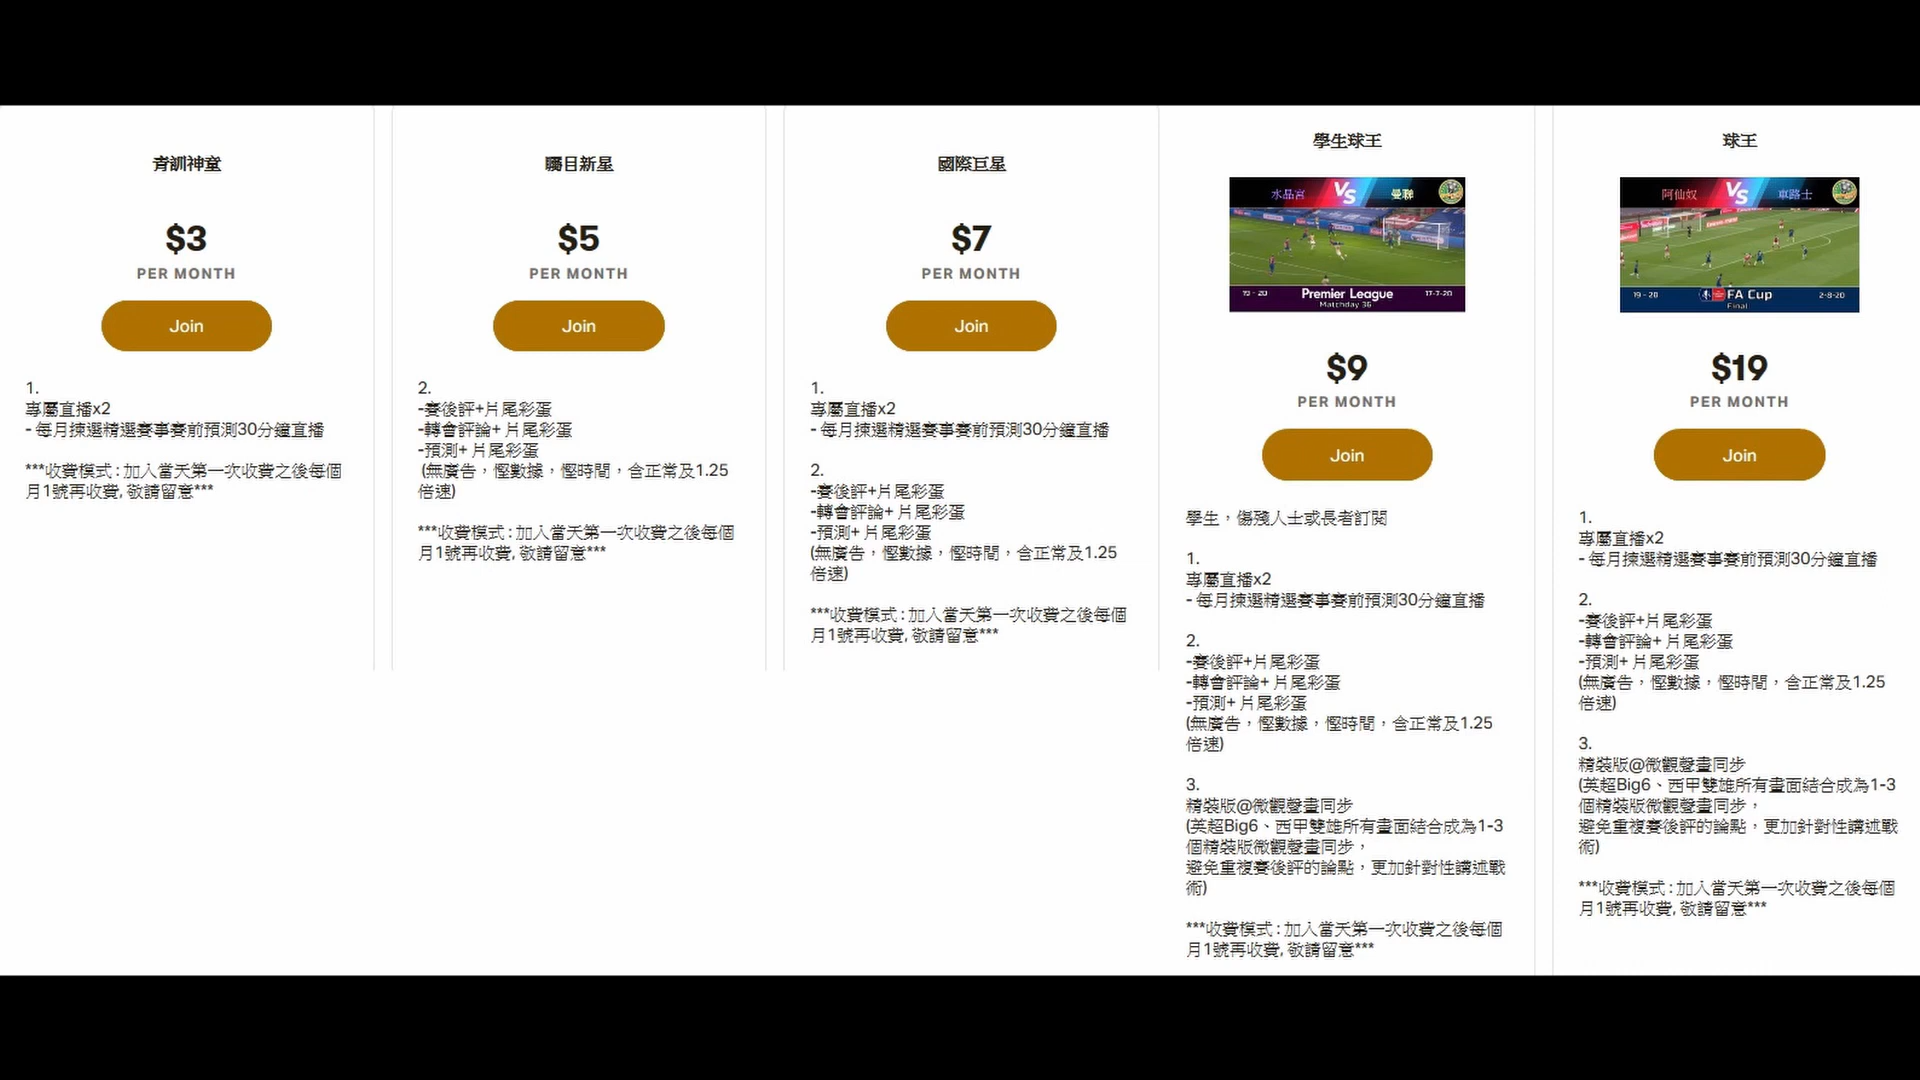 青訓神童
$3
PER MONTH
Join
1.
專屬直播x2
- 每月揀選精選賽事賽前預測30分鐘直播
***收費模式 : 加入當天第一次收費之後每個
月1號再收費, 敬請留意***
矚目新星
$5
PER MONTH
Join
2.
-賽後評+片尾彩蛋
-轉會評論+ 片尾彩蛋
-預測+ 片尾彩蛋
(無廣告，慳數據，慳時間，含正常及1.25
倍速)
***收費模式 : 加入當天第一次收費之後每個
月1號再收費, 敬請留意***
國際巨星
$7
PER MONTH
Join
1.
專屬直播x2
- 每月揀選精選賽事賽前預測30分鐘直播
2.
-賽後評+片尾彩蛋
-轉會評論+ 片尾彩蛋
-預測+ 片尾彩蛋
(無廣告，慳數據，慳時間，含正常及1.25
倍速)
***收費模式 : 加入當天第一次收費之後每個
月1號再收費, 敬請留意***
學生球王
水晶宮 VS 曼聯
19 - 20 Premier League 17-7-20
Matchday 36
$9
PER MONTH
Join
學生，傷殘人士或長者訂閱
1.
專屬直播x2
- 每月揀選精選賽事賽前預測30分鐘直播
2.
-賽後評+片尾彩蛋
-轉會評論+ 片尾彩蛋
-預測+ 片尾彩蛋
(無廣告，慳數據，慳時間，含正常及1.25
倍速)
3.
精裝版@微觀聲畫同步
(英超Big6、西甲雙雄所有畫面結合成為1-3
個精裝版微觀聲畫同步，
避免重複賽後評的論點，更加針對性講述戰
術)
***收費模式 : 加入當天第一次收費之後每個
月1號再收費, 敬請留意***
球王
阿仙奴 VS 車路士
19 - 20 FA Cup 2-8-20
Final
$19
PER MONTH
Join
1.
專屬直播x2
- 每月揀選精選賽事賽前預測30分鐘直播
2.
-賽後評+片尾彩蛋
-轉會評論+ 片尾彩蛋
-預測+ 片尾彩蛋
(無廣告，慳數據，慳時間，含正常及1.25
倍速)
3.
精裝版@微觀聲畫同步
(英超Big6、西甲雙雄所有畫面結合成為1-3
個精裝版微觀聲畫同步，
避免重複賽後評的論點，更加針對性講述戰
術)
***收費模式 : 加入當天第一次收費之後每個
月1號再收費, 敬請留意***